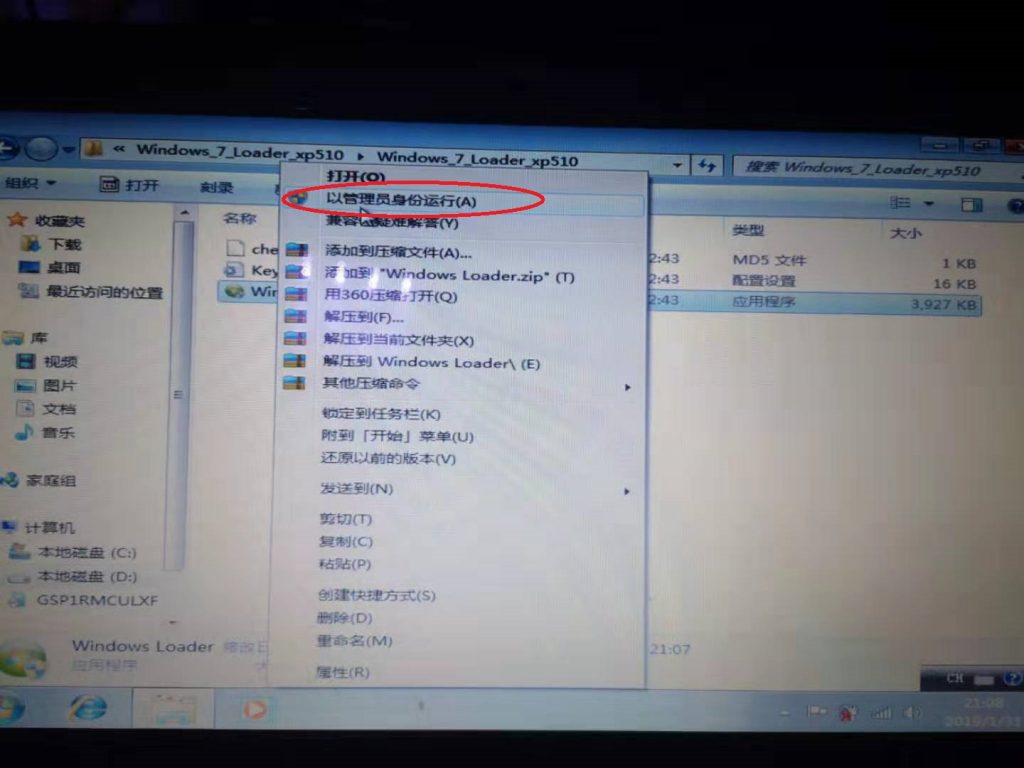 « Windows_7_Loader_xp510 ▸ Windows_7_Loader_xp510
搜索 Windows_7_Loader_xp510
组织
打开
刻录
收藏夹
下载
桌面
最近访问的位置
库
视频
图片
文档
音乐
家庭组
计算机
本地磁盘 (C:)
本地磁盘 (D:)
GSP1RMCULXF
名称
类型
大小
che
2:43
MD5 文件
1 KB
Key
2:43
配置设置
16 KB
Win
2:43
应用程序
3,927 KB
打开(O)
以管理员身份运行(A)
兼容性疑难解答(Y)
添加到压缩文件(A)...
添加到 "Windows Loader.zip" (T)
用360压缩打开(Q)
解压到(F)...
解压到当前文件夹(X)
解压到 Windows Loader\ (E)
其他压缩命令
锁定到任务栏(K)
附到「开始」菜单(U)
还原以前的版本(V)
发送到(N)
剪切(T)
复制(C)
粘贴(P)
创建快捷方式(S)
删除(D)
重命名(M)
属性(R)
Windows Loader 修改日
21:07
应用程序
大
CH
21:08
2019/1/31